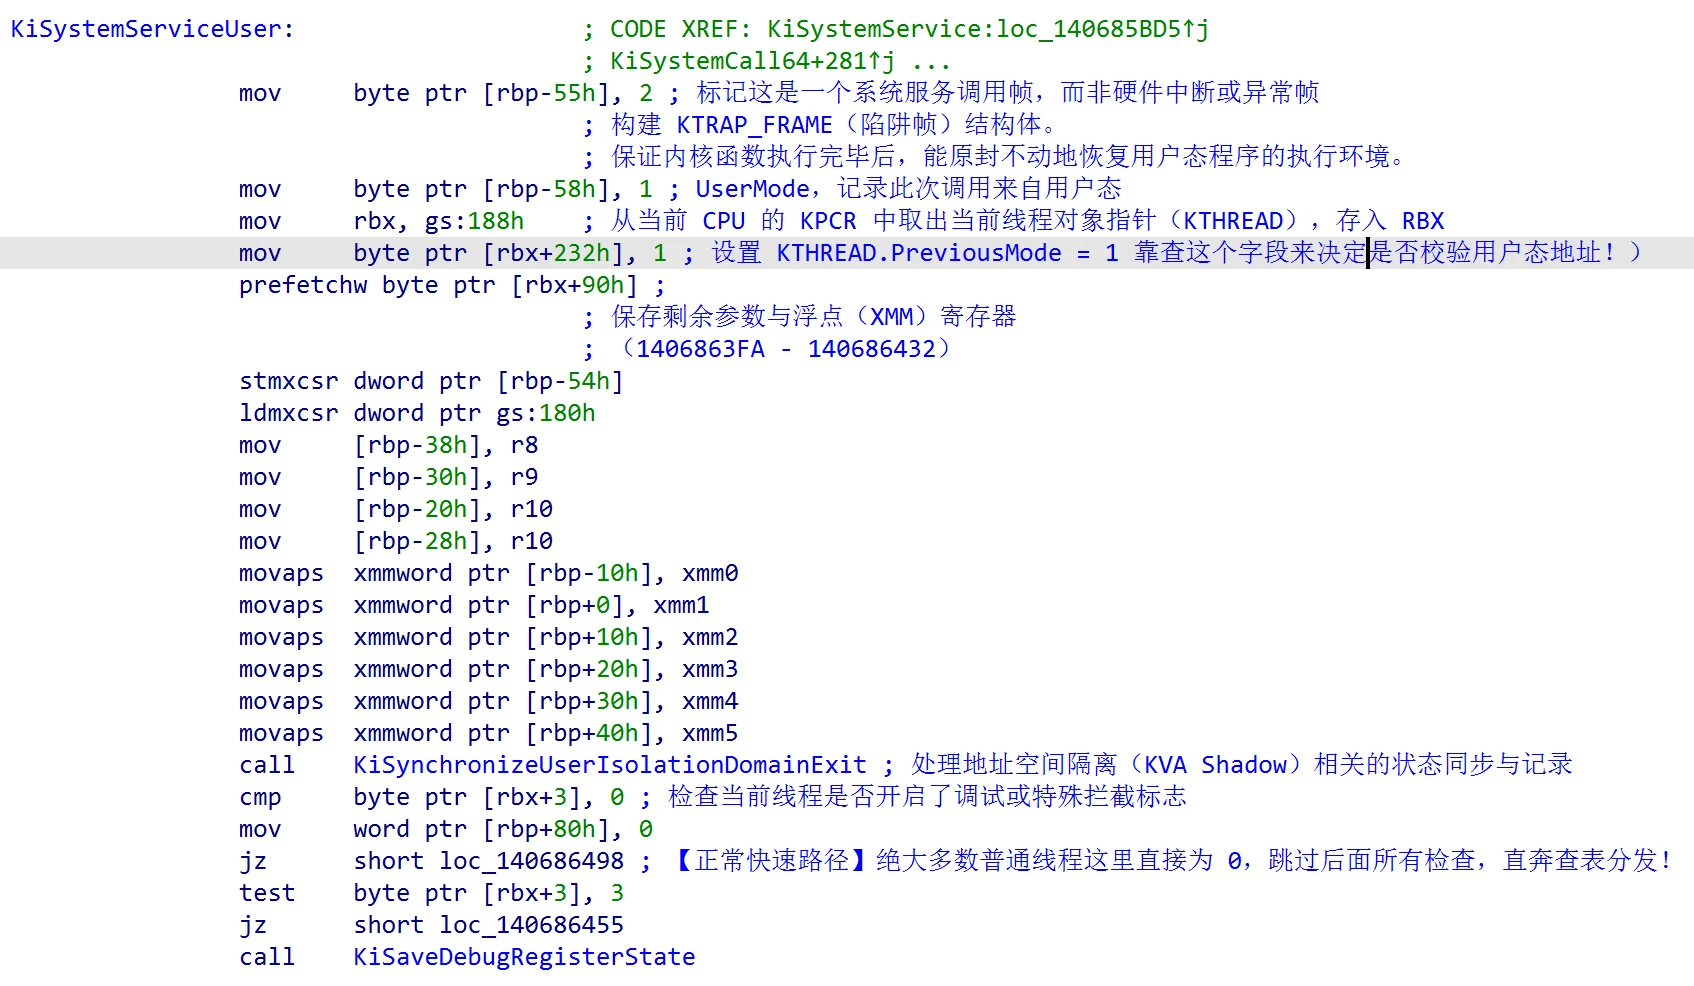 KiSystemServiceUser: ; CODE XREF: KiSystemService:loc_140685BD5↑j
; KiSystemCall64+281↑j ...
mov byte ptr [rbp-55h], 2 ; 标记这是一个系统服务调用帧，而非硬件中断或异常帧
; 构建 KTRAP_FRAME（陷阱帧）结构体。
; 保证内核函数执行完毕后，能原封不动地恢复用户态程序的执行环境。
mov byte ptr [rbp-58h], 1 ; UserMode，记录此次调用来自用户态
mov rbx, gs:188h ; 从当前 CPU 的 KPCR 中取出当前线程对象指针（KTHREAD），存入 RBX
mov byte ptr [rbx+232h], 1 ; 设置 KTHREAD.PreviousMode = 1 靠查这个字段来决定是否校验用户态地址！）
prefetchw byte ptr [rbx+90h] ;
; 保存剩余参数与浮点（XMM）寄存器
; （1406863FA - 140686432）
stmxcsr dword ptr [rbp-54h]
ldmxcsr dword ptr gs:180h
mov [rbp-38h], r8
mov [rbp-30h], r9
mov [rbp-20h], r10
mov [rbp-28h], r10
movaps xmmword ptr [rbp-10h], xmm0
movaps xmmword ptr [rbp+0], xmm1
movaps xmmword ptr [rbp+10h], xmm2
movaps xmmword ptr [rbp+20h], xmm3
movaps xmmword ptr [rbp+30h], xmm4
movaps xmmword ptr [rbp+40h], xmm5
call KiSynchronizeUserIsolationDomainExit ; 处理地址空间隔离（KVA Shadow）相关的状态同步与记录
cmp byte ptr [rbx+3], 0 ; 检查当前线程是否开启了调试或特殊拦截标志
mov word ptr [rbp+80h], 0
jz short loc_140686498 ; 【正常快速路径】绝大多数普通线程这里直接为 0，跳过后面所有检查，直奔查表分发！
test byte ptr [rbx+3], 3
jz short loc_140686455
call KiSaveDebugRegisterState